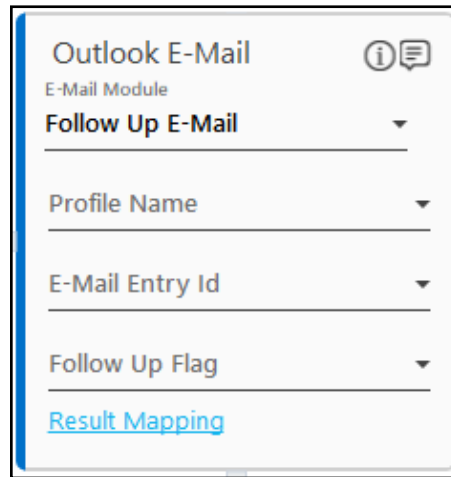 Outlook E-Mail
E-Mail Module
Follow Up E-Mail
Profile Name
E-Mail Entry Id
Follow Up Flag
Result Mapping